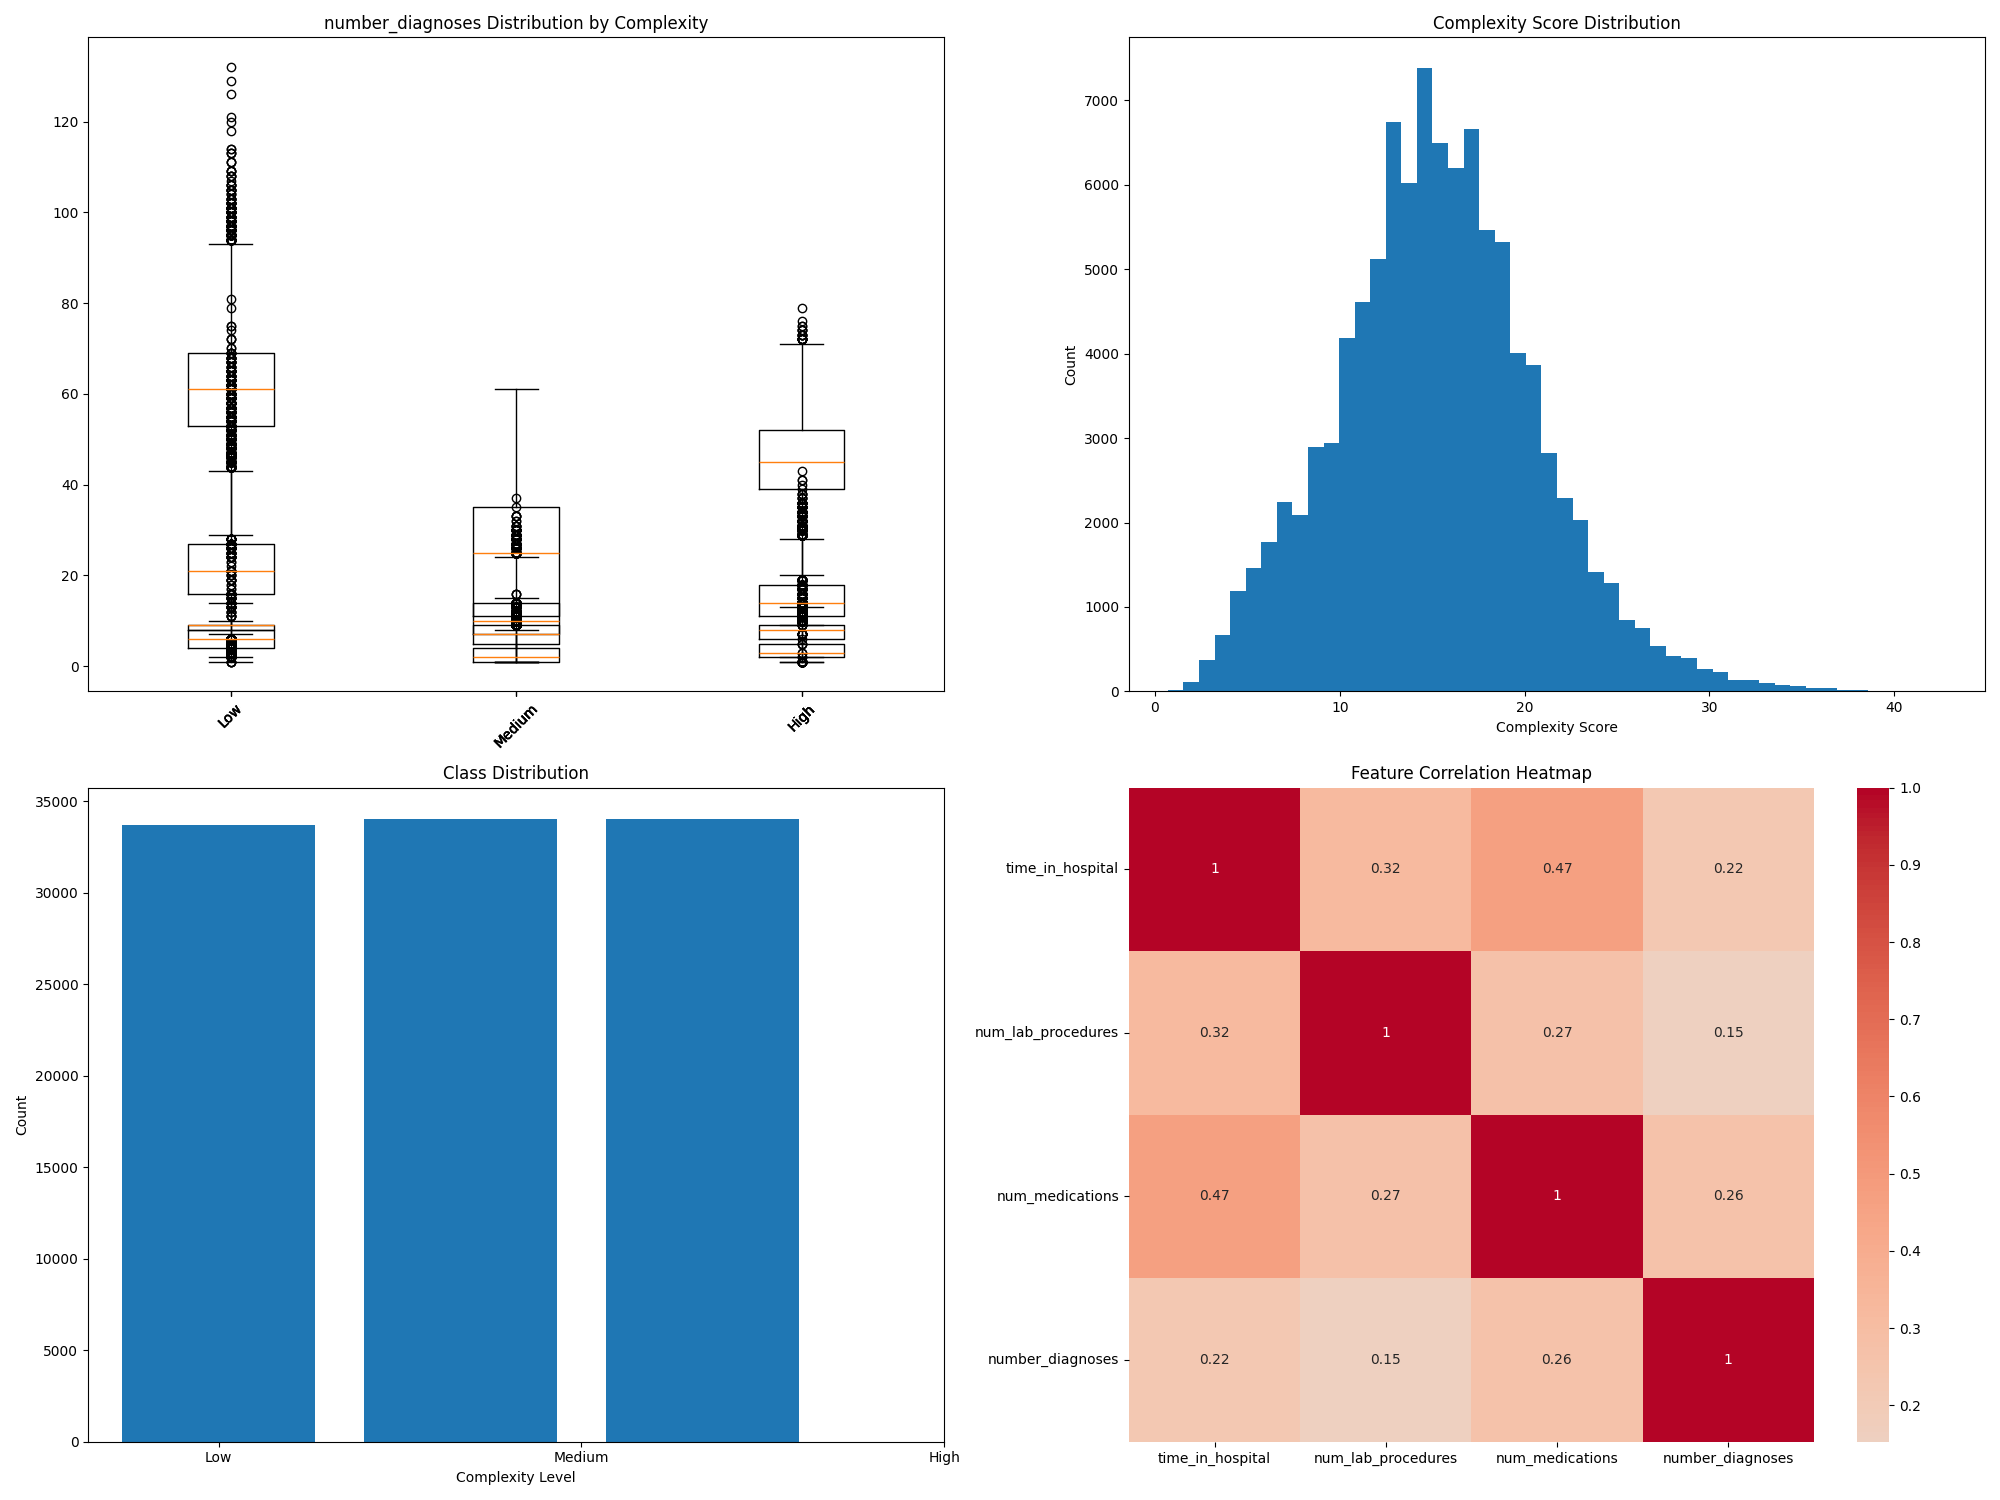 number_diagnoses Distribution by Complexity
120
100
80
60
40
20
0
Low
Medium
High
Complexity Score Distribution
Count
7000
6000
5000
4000
3000
2000
1000
0
0 10 20 30 40
Complexity Score
Class Distribution
Count
35000
30000
25000
20000
15000
10000
5000
0
Low Medium High
Complexity Level
Feature Correlation Heatmap
time_in_hospital 1 0.32 0.47 0.22
num_lab_procedures 0.32 1 0.27 0.15
num_medications 0.47 0.27 1 0.26
number_diagnoses 0.22 0.15 0.26 1
time_in_hospital num_lab_procedures num_medications number_diagnoses
1.0
0.9
0.8
0.7
0.6
0.5
0.4
0.3
0.2